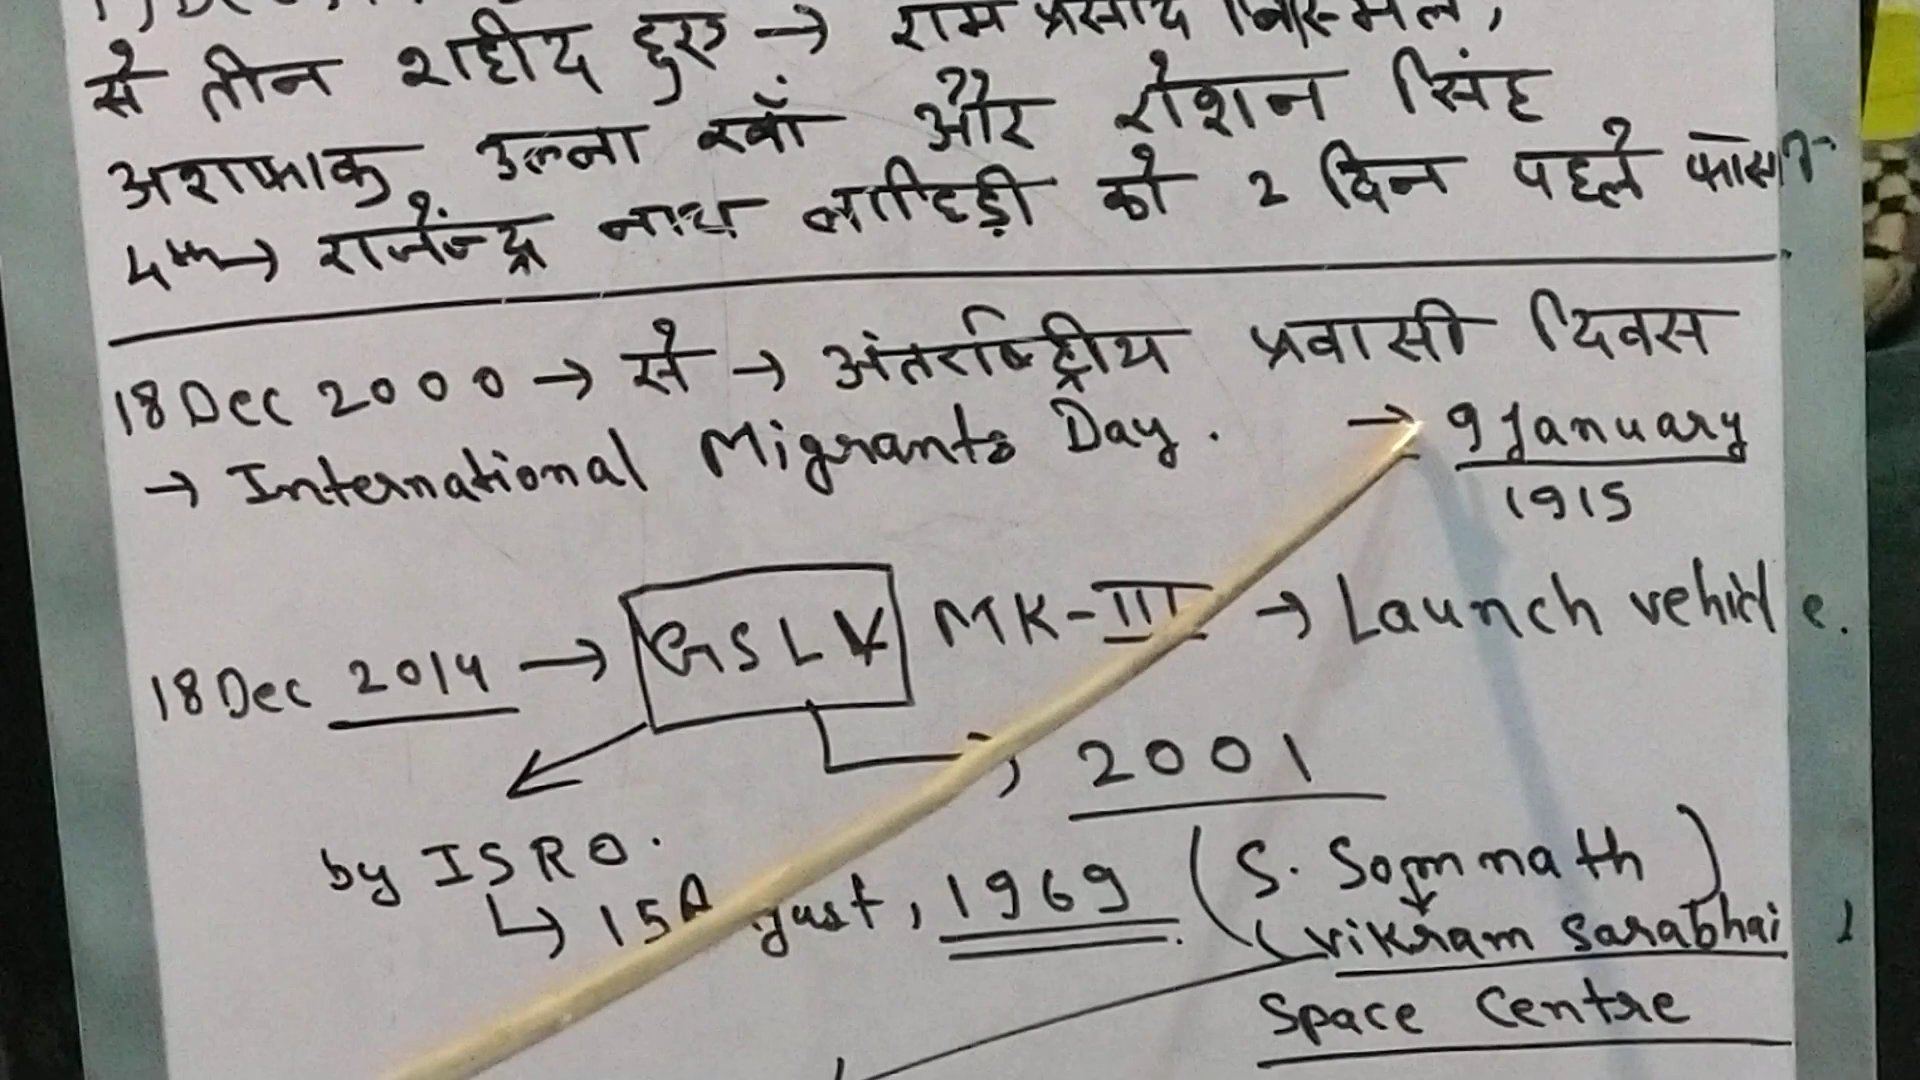 से तीन शहीद हुए → राम प्रसाद बिस्मिल,
अशफाक उल्ला खाँ और रोशन सिंह
4th → राजेन्द्र नाथ लाहिड़ी को 2 दिन पहले
18 Dec 2000 → से → अंतर्राष्ट्रीय प्रवासी दिवस
→ International Migrants Day. → 9 January
1915
18 Dec 2014 → GSLV MK-III → Launch vehicle.
2001
by ISRO.
↳ 15 August, 1969. (S. Somnath)
(Vikram Sarabhai
Space Centre